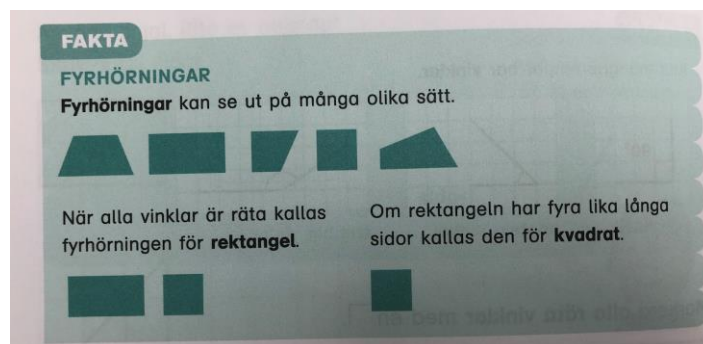 FAKTA
FYRHÖRNINGAR
Fyrhörningar kan se ut på många olika sätt.
När alla vinklar är räta kallas
fyrhörningen för rektangel.
Om rektangeln har fyra lika långa
sidor kallas den för kvadrat.